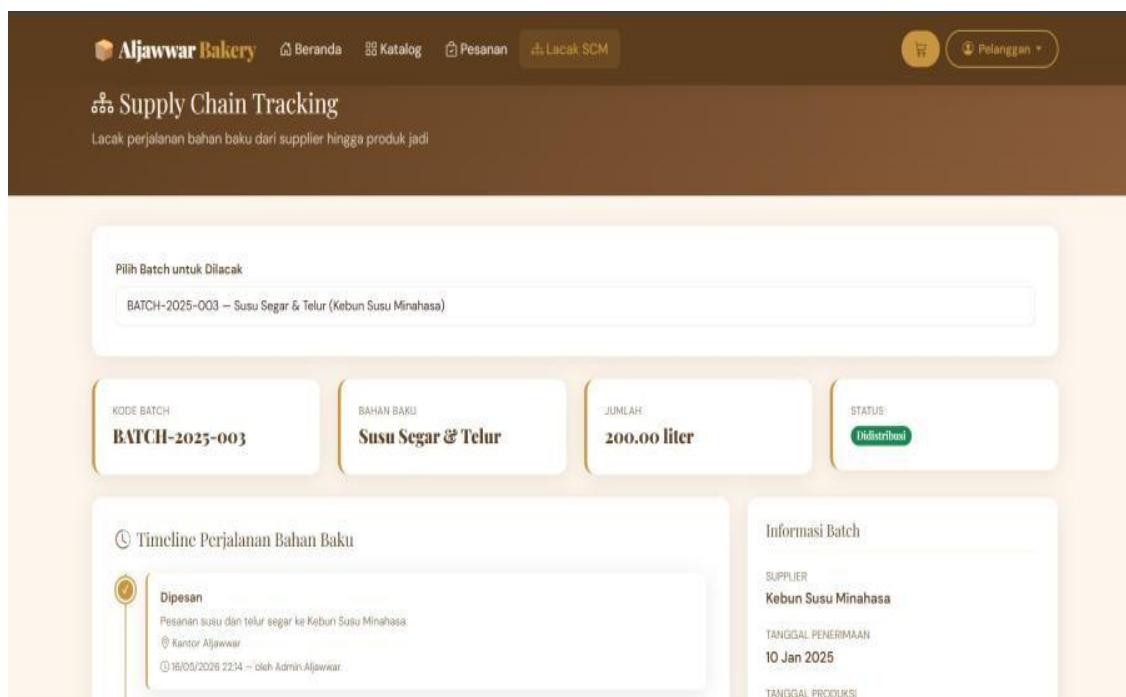 Aljawwar Bakery Beranda Katalog Pesanan Lacak SCM Pelanggan
Supply Chain Tracking
Lacak perjalanan bahan baku dari supplier hingga produk jadi
Pilih Batch untuk Dilacak
BATCH-2025-003 — Susu Segar & Telur (Kebun Susu Minahasa)
KODE BATCH
BATCH-2025-003
BAHAN BAKU
Susu Segar & Telur
JUMLAH
200.00 liter
STATUS
Didistribusi
Timeline Perjalanan Bahan Baku
Dipesan
Pesanan susu dan telur segar ke Kebun Susu Minahasa.
Kantor Aljawwar
16/05/2026 22:14 — oleh Admin Aljawwar
Informasi Batch
SUPPLIER
Kebun Susu Minahasa
TANGGAL PENERIMAAN
10 Jan 2025
TANGGAL PRODUKSI